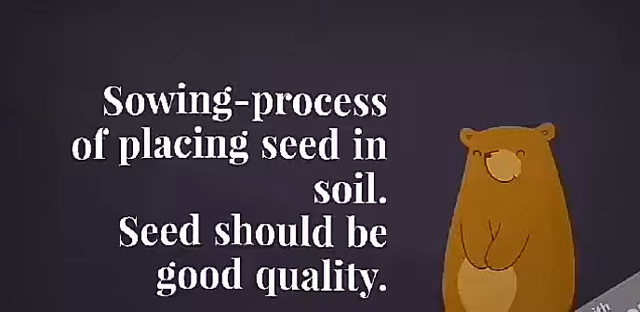 Sowing-process
of placing seed in
soil.
Seed should be
good quality.